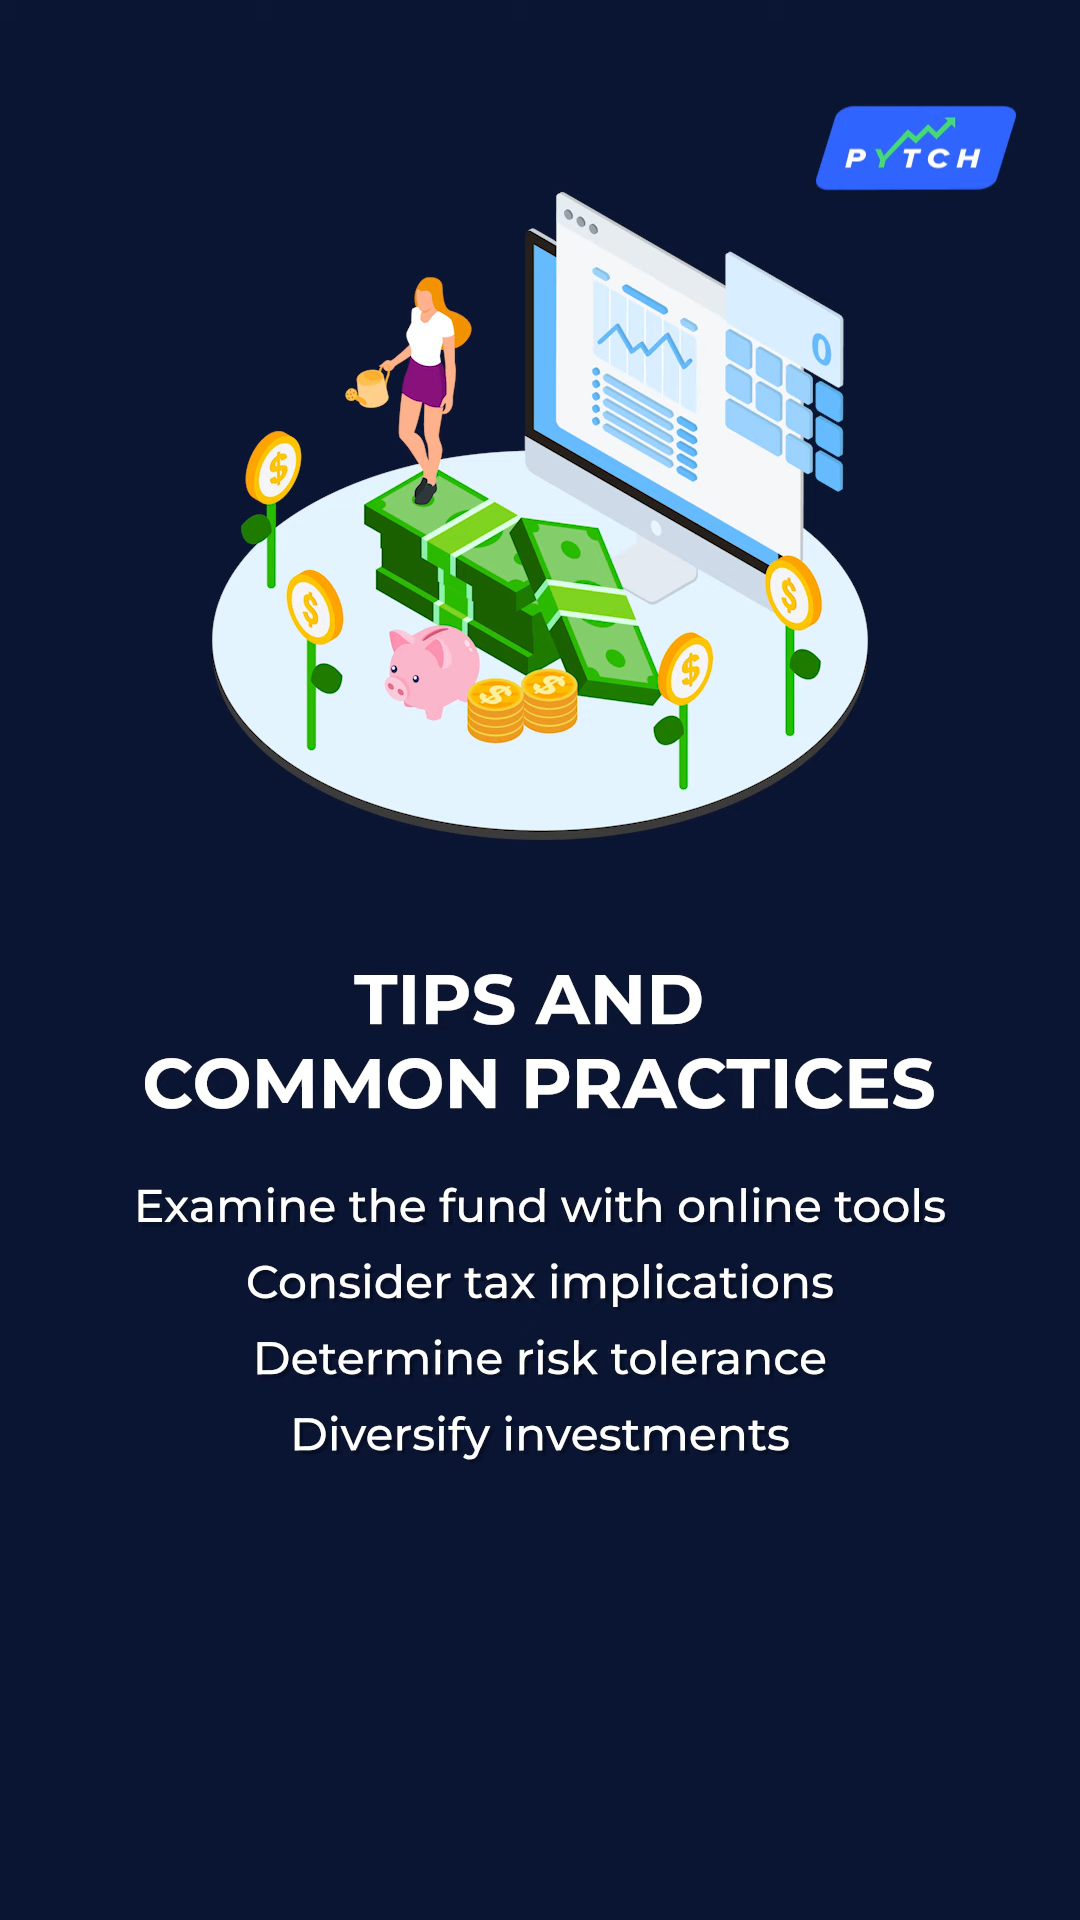 PYTCH
0
$
$
$
$
$
$
TIPS AND
COMMON PRACTICES
Examine the fund with online tools
Consider tax implications
Determine risk tolerance
Diversify investments